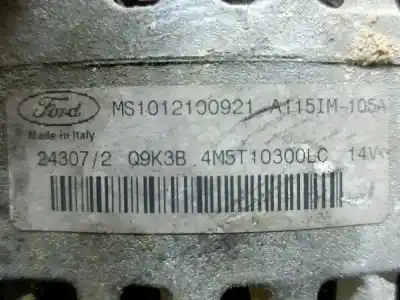 Ford MS1012100921 A115IM-105A
Made in Italy
24307/2 Q9K3B 4M5T10300LC 14V